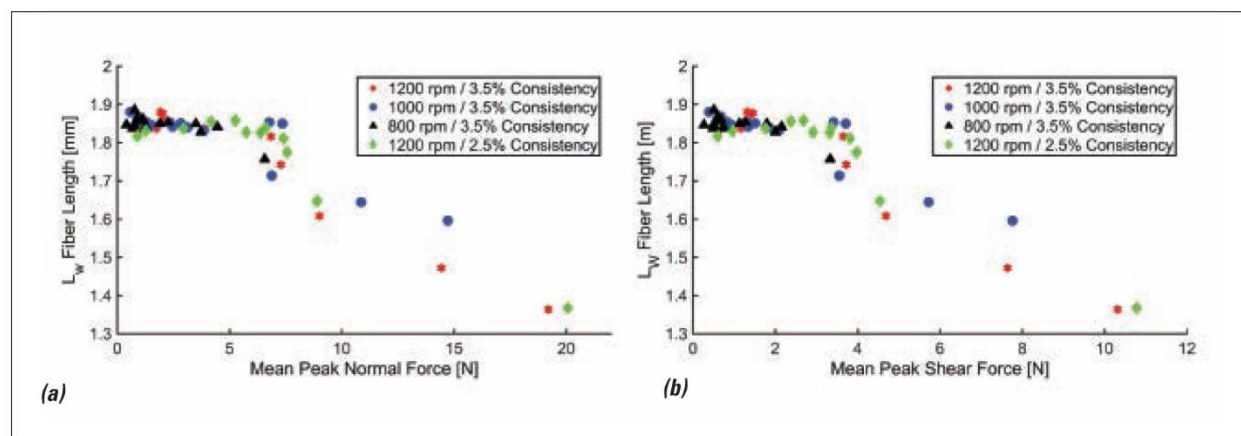 2
1.9
1.8
1.7
1.6
1.5
1.4
1.3
0
5
10
15
20
L_w Fiber Length [mm]
Mean Peak Normal Force [N]
1200 rpm / 3.5% Consistency
1000 rpm / 3.5% Consistency
800 rpm / 3.5% Consistency
1200 rpm / 2.5% Consistency
(a)
2
1.9
1.8
1.7
1.6
1.5
1.4
1.3
0
2
4
6
8
10
12
L_W Fiber Length [m]
Mean Peak Shear Force [N]
1200 rpm / 3.5% Consistency
1000 rpm / 3.5% Consistency
800 rpm / 3.5% Consistency
1200 rpm / 2.5% Consistency
(b)